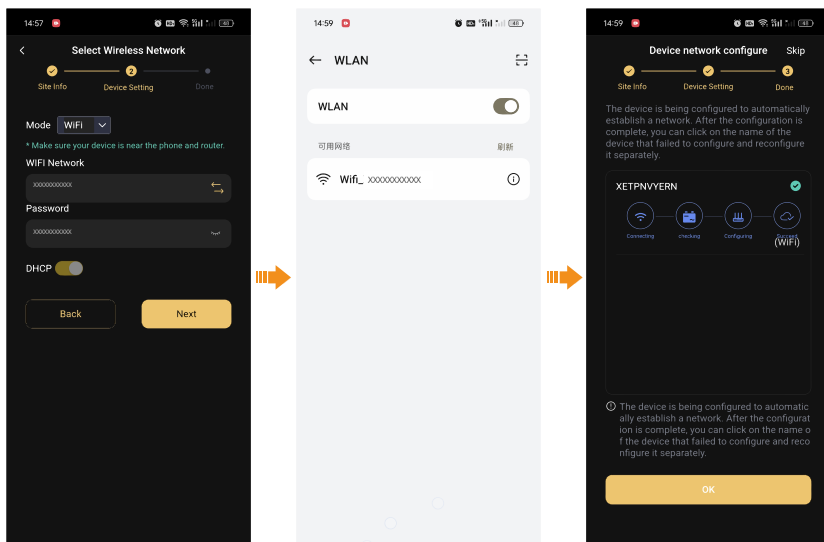 14:57
Select Wireless Network
2
Site Info
Device Setting
Done
Mode WiFi
* Make sure your device is near the phone and router.
WIFI Network
XXXXXXXXXXX
Password
XXXXXXXXXXX
DHCP
Back
Next
14:59
48
WLAN
WLAN
可用网络
刷新
Wifi_ XXXXXXXXXXX
14:59
48
Device network configure
Skip
3
Site Info
Device Setting
Done
The device is being configured to automatically
establish a network. After the configuration is
complete, you can click on the name of the
device that failed to configure and reconfigure
it separately.
XETPNVYERN
Connecting
checking
Configuring
Succeed
(WiFi)
The device is being configured to automatic
ally establish a network. After the configurat
ion is complete, you can click on the name o
f the device that failed to configure and reco
nfigure it separately.
OK